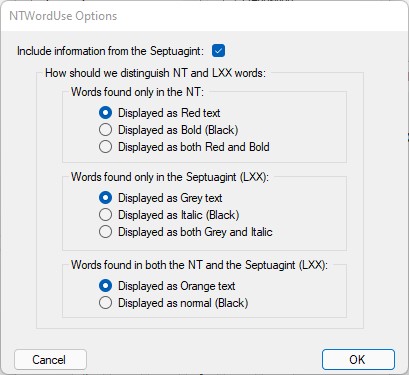 NTWordUse Options
Include information from the Septuagint:
How should we distinguish NT and LXX words:
Words found only in the NT:
Displayed as Red text
Displayed as Bold (Black)
Displayed as both Red and Bold
Words found only in the Septuagint (LXX):
Displayed as Grey text
Displayed as Italic (Black)
Displayed as both Grey and Italic
Words found in both the NT and the Septuagint (LXX):
Displayed as Orange text
Displayed as normal (Black)
Cancel OK